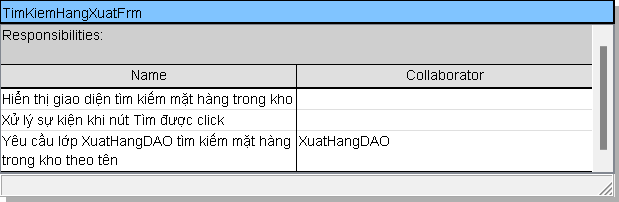 TimKiemHangXuatFrm
Responsibilities:
Name Collaborator
Hiển thị giao diện tìm kiếm mặt hàng trong kho
Xử lý sự kiện khi nút Tìm được click
Yêu cầu lớp XuatHangDAO tìm kiếm mặt hàng XuatHangDAO
trong kho theo tên